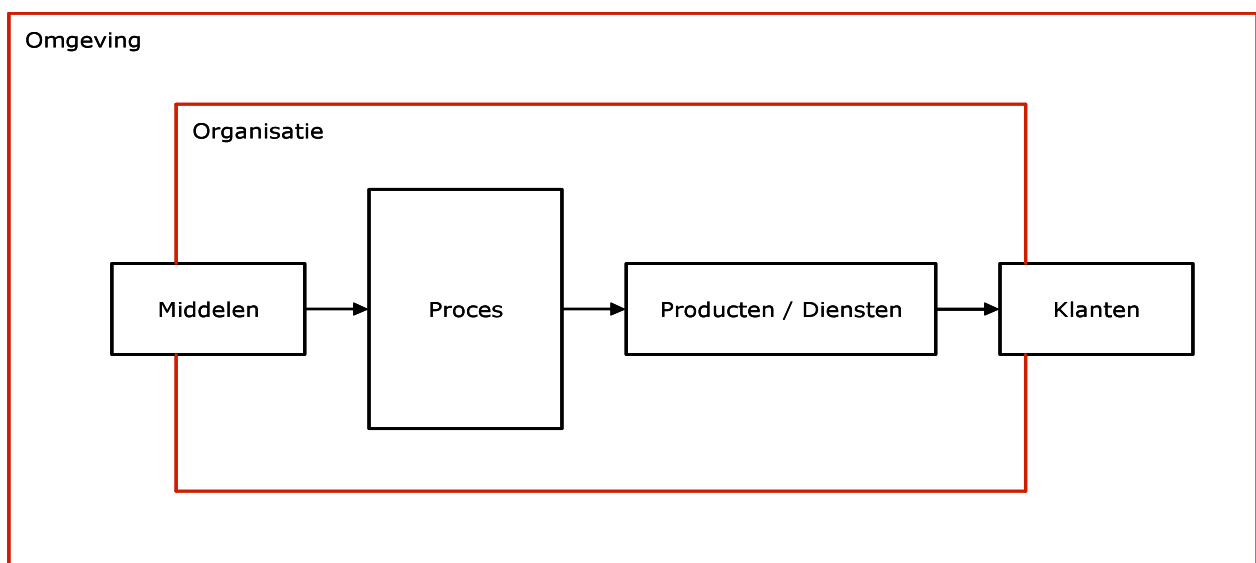 Omgeving
Organisatie
Middelen
Proces
Producten / Diensten
Klanten